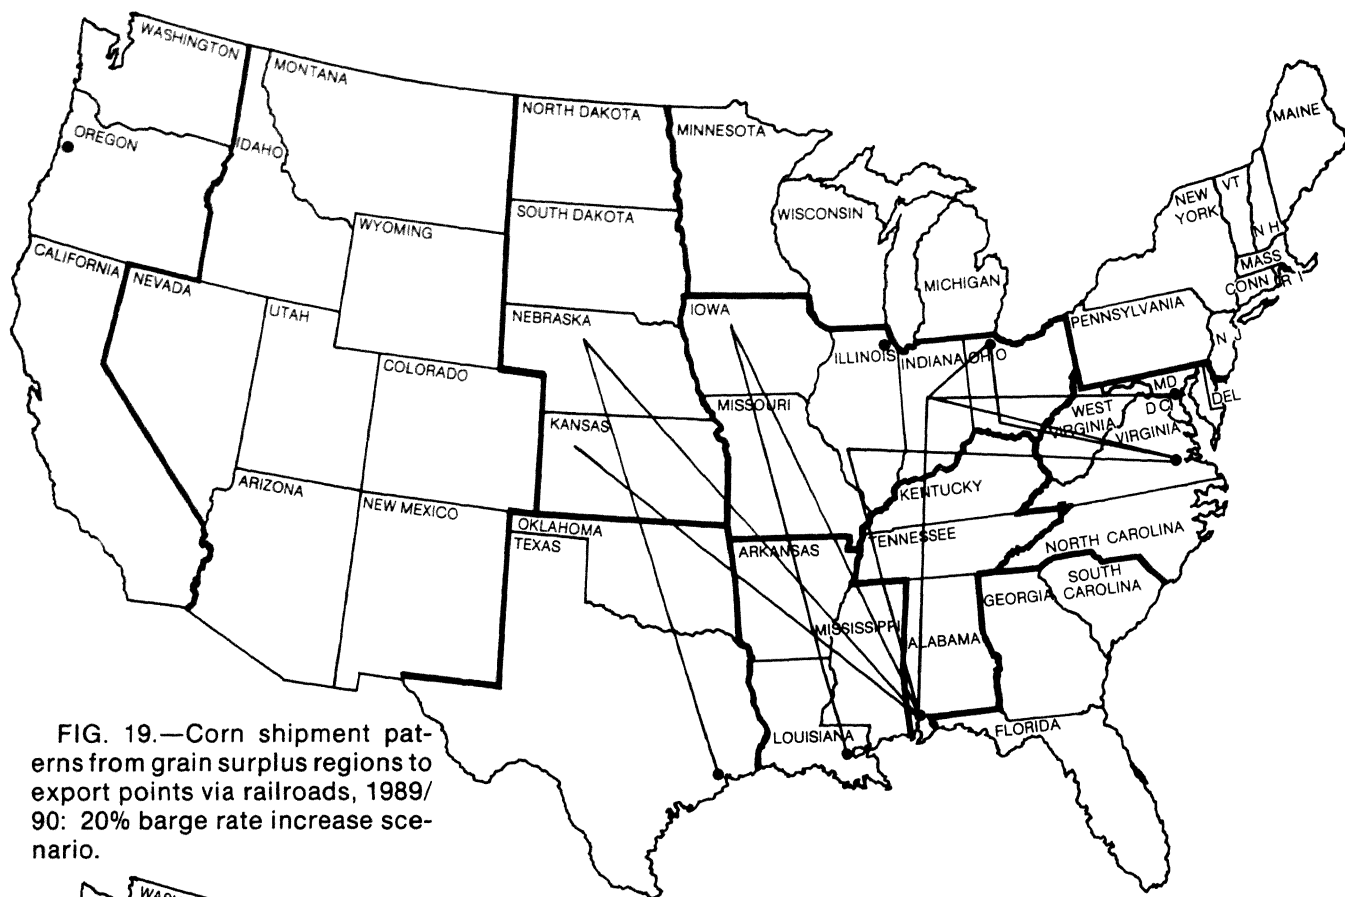 WASHINGTON
MONTANA
NORTH DAKOTA
MINNESOTA
MAINE
OREGON
IDAHO
SOUTH DAKOTA
WISCONSIN
NEW
YORK
VT
N H
WYOMING
MICHIGAN
MASS
CONN
R I
CALIFORNIA
NEVADA
UTAH
NEBRASKA
IOWA
PENNSYLVANIA
N J
ILLINOIS
INDIANA
OHIO
COLORADO
MD
D C
DEL
MISSOURI
WEST
VIRGINIA
VIRGINIA
KANSAS
KENTUCKY
ARIZONA
NEW MEXICO
OKLAHOMA
TEXAS
ARKANSAS
TENNESSEE
NORTH CAROLINA
SOUTH
CAROLINA
GEORGIA
MISSISSIPPI
ALABAMA
LOUISIANA
FLORIDA
FIG. 19.—Corn shipment pat-
erns from grain surplus regions to
export points via railroads, 1989/
90: 20% barge rate increase sce-
nario.